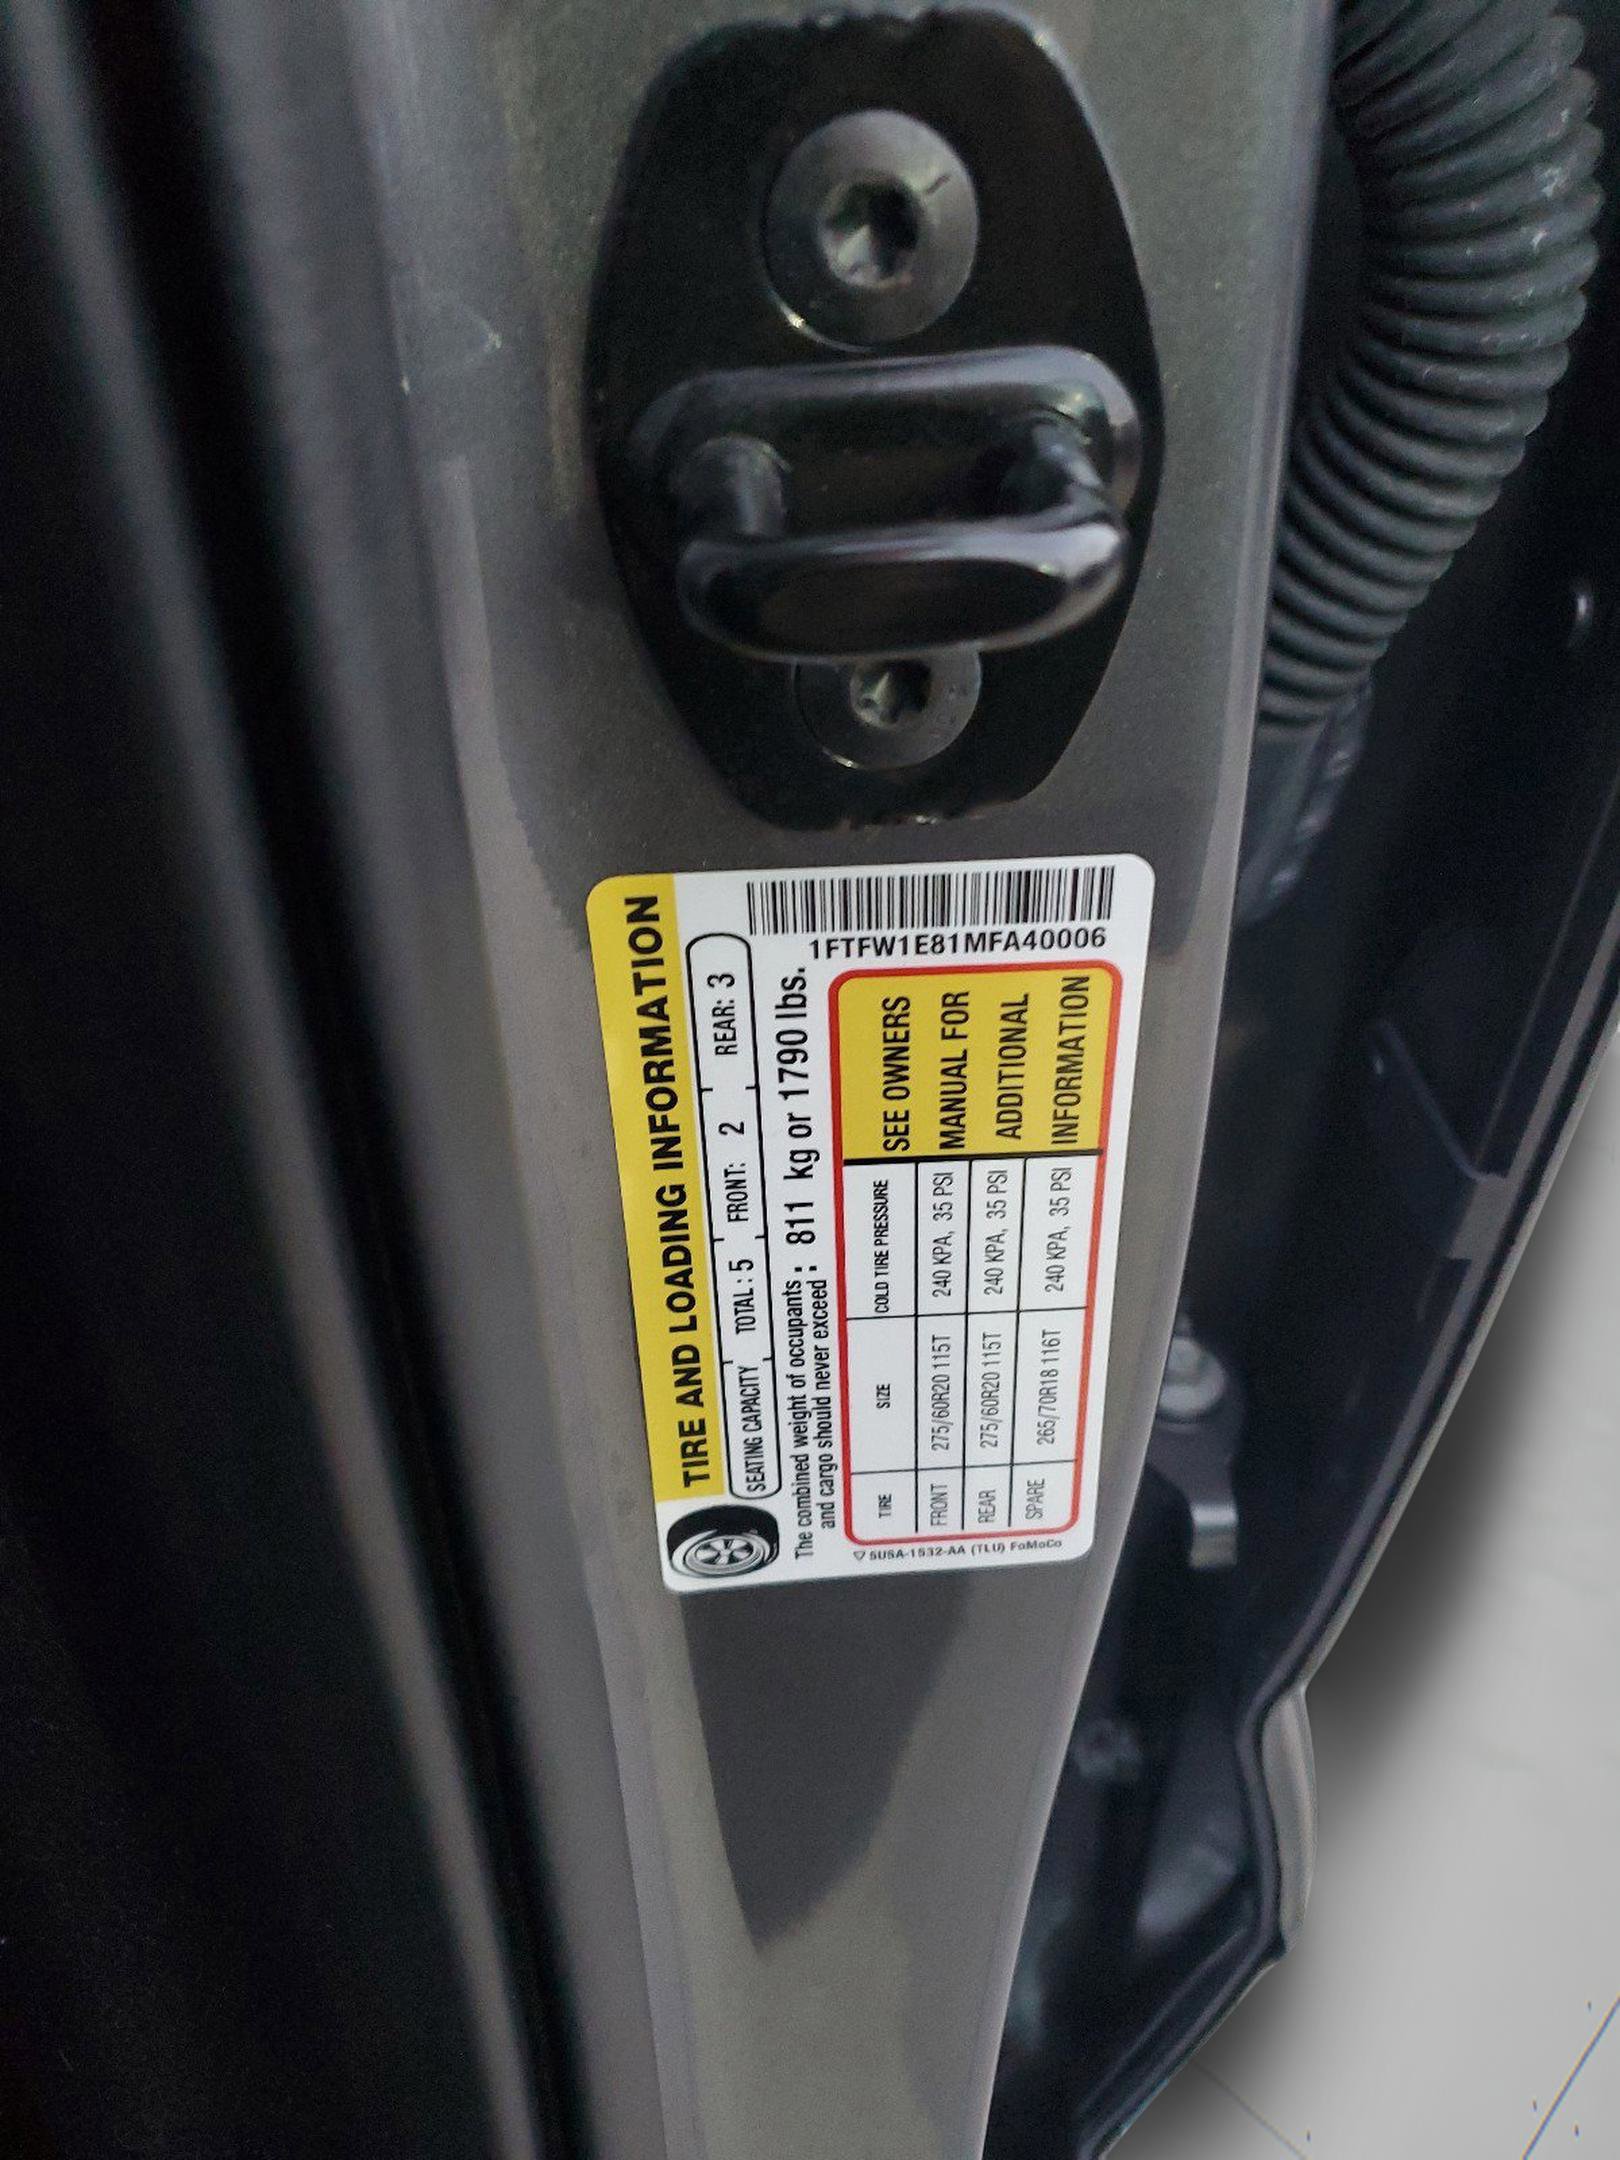 TIRE AND LOADING INFORMATION
SEATING CAPACITY TOTAL : 5 FRONT: 2 REAR: 3
The combined weight of occupants : 811 kg or 1790 lbs.
and cargo should never exceed :
1FTFW1E81MFA40006
TIRE SIZE COLD TIRE PRESSURE
FRONT 275/60R20 115T 240 KPA, 35 PSI
REAR 275/60R20 115T 240 KPA, 35 PSI
SPARE 265/70R18 116T 240 KPA, 35 PSI
SEE OWNERS
MANUAL FOR
ADDITIONAL
INFORMATION
5USA-1532-AA (TLU) FoMoCo